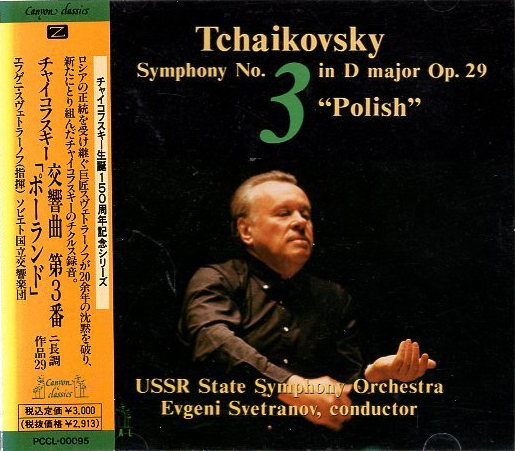 Canyon classics
Z
チャイコフスキー生誕150周年記念シリーズ
ロシアの正統を受け継ぐ巨匠スヴェトラーノフが20余年の沈黙を破り、
新たにとり組んだチャイコフスキーのチクルス録音。
チャイコフスキー 交響曲 第3番 ニ長調
「ポーランド」 作品29
エフゲニ・スヴェトラーノフ(指揮) ソビエト国立交響楽団
Canyon classics
税込定価¥3,000
(税抜価格¥2,913)
PCCL-00095
Tchaikovsky
Symphony No. 3 in D major Op. 29
“Polish”
USSR State Symphony Orchestra
Evgeni Svetranov, conductor